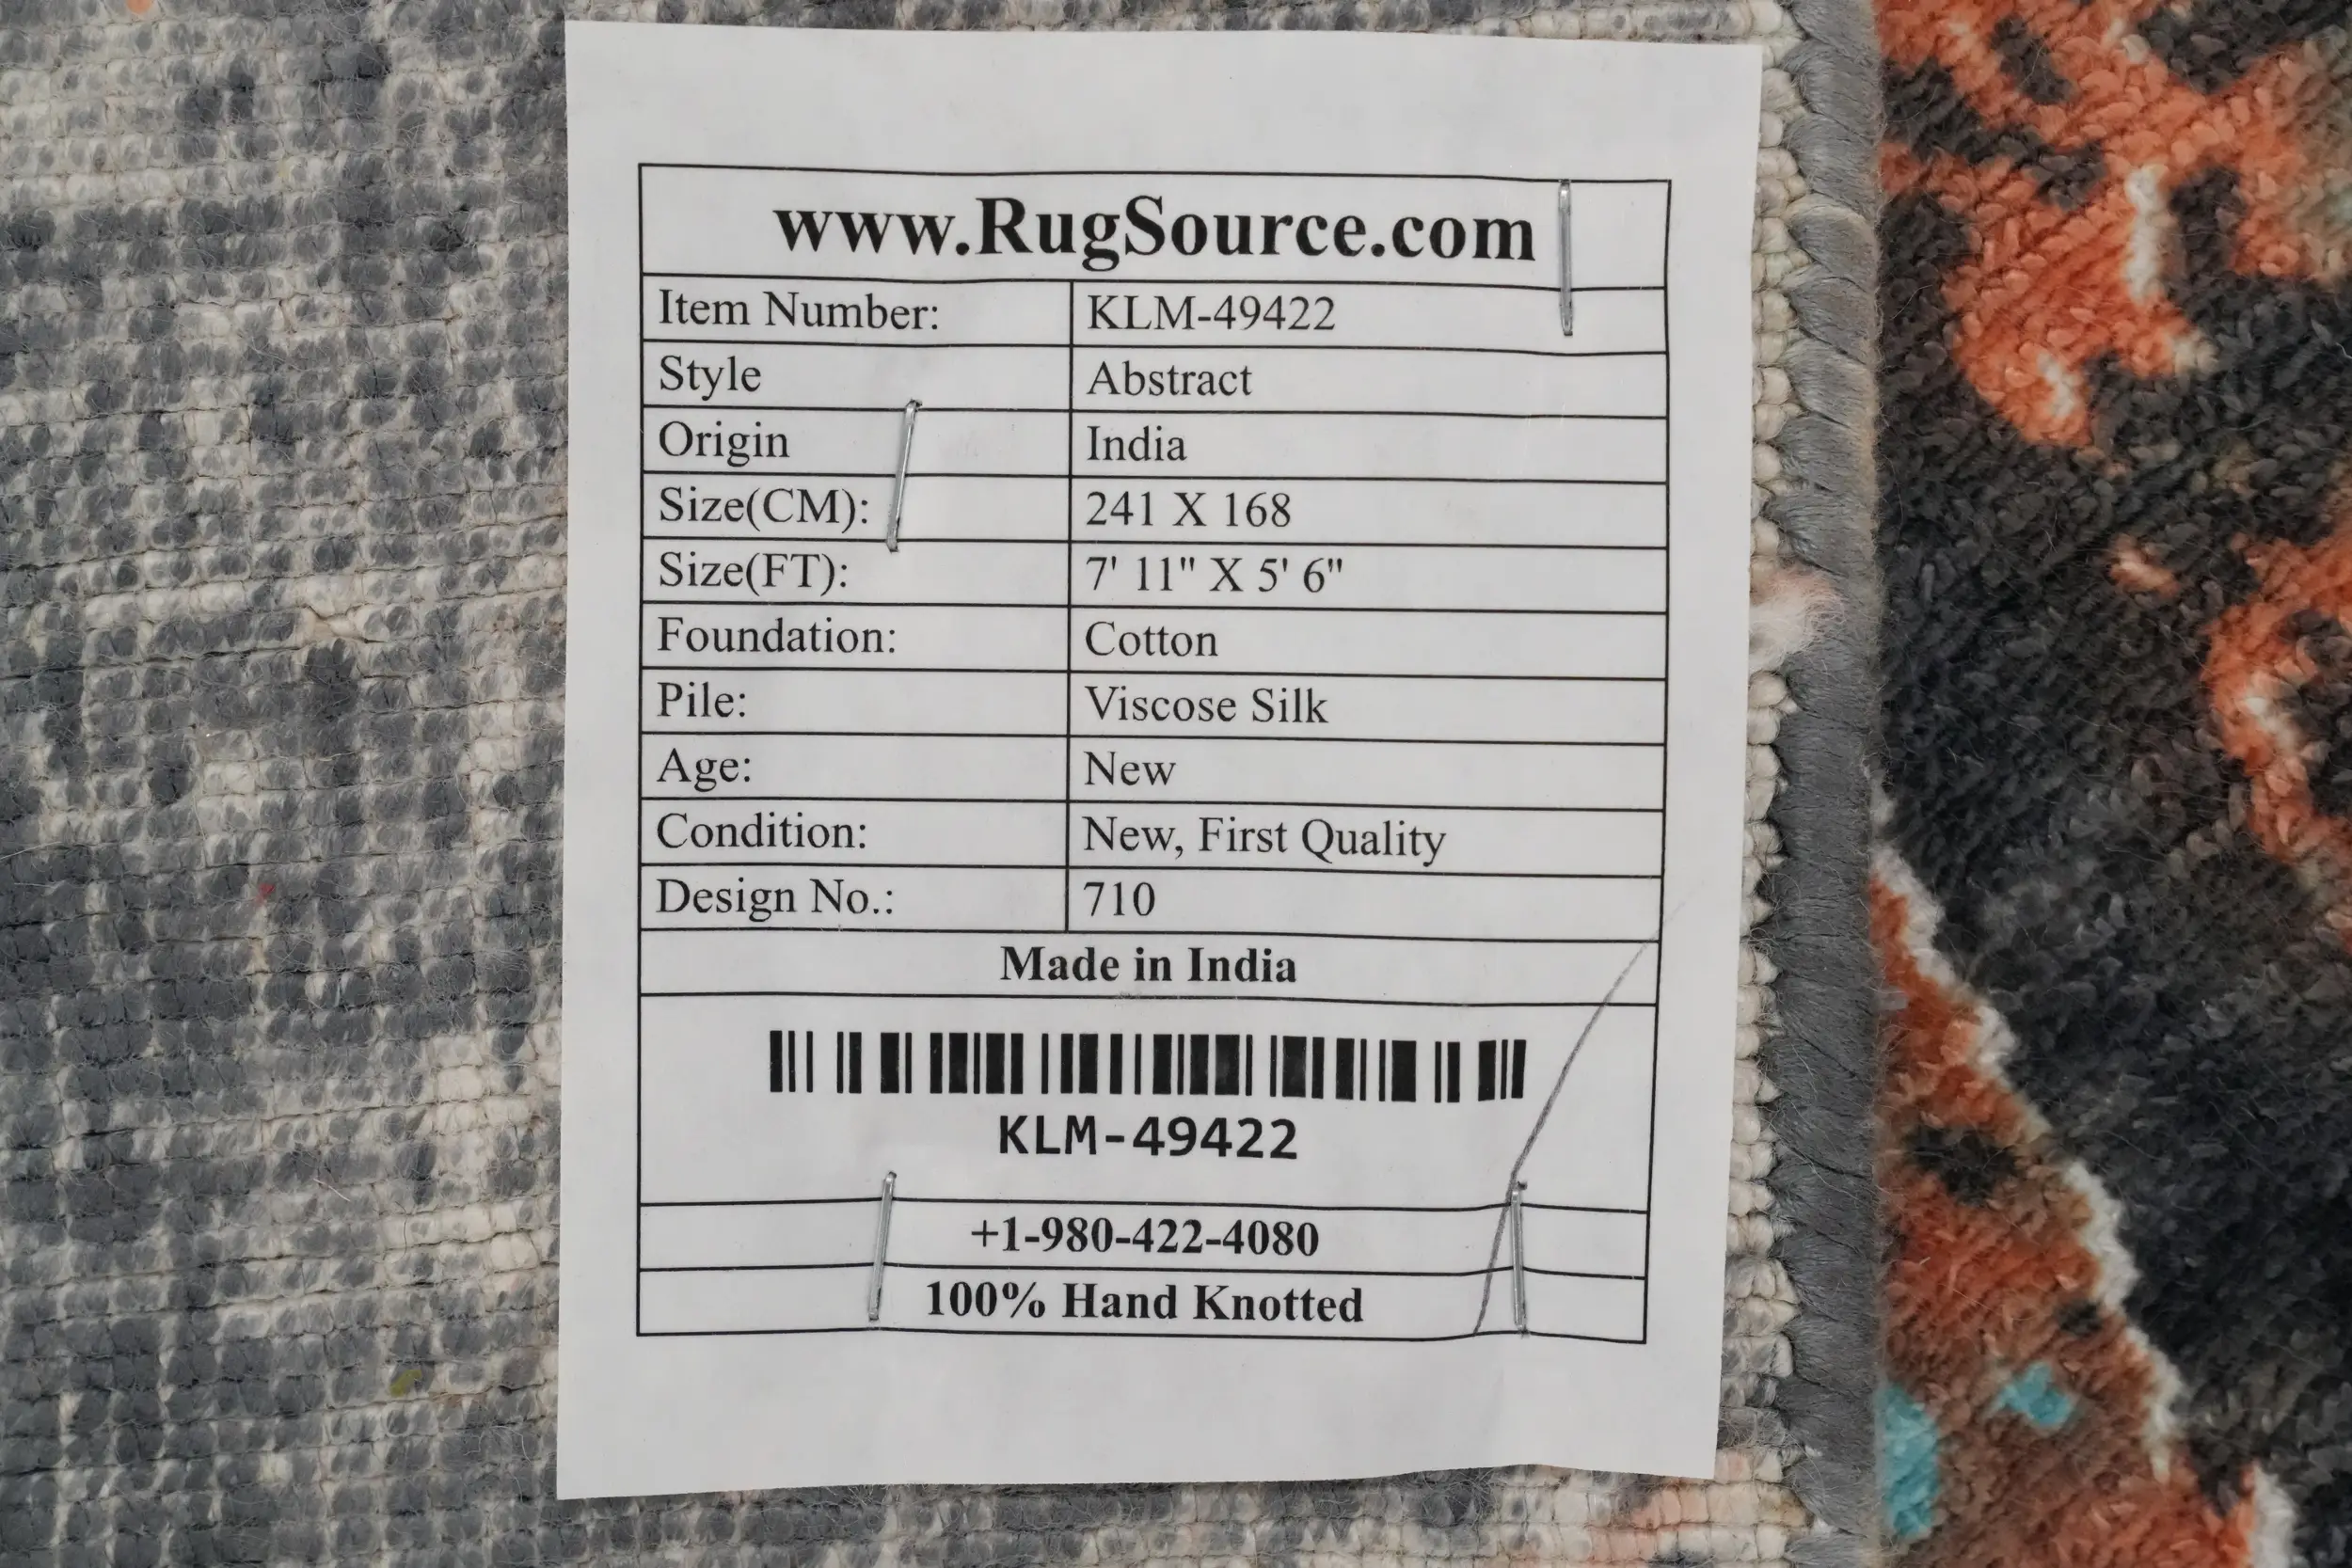 www.RugSource.com
Item Number: KLM-49422
Style Abstract
Origin India
Size(CM): 241 X 168
Size(FT): 7' 11" X 5' 6"
Foundation: Cotton
Pile: Viscose Silk
Age: New
Condition: New, First Quality
Design No.: 710
Made in India
KLM-49422
+1-980-422-4080
100% Hand Knotted